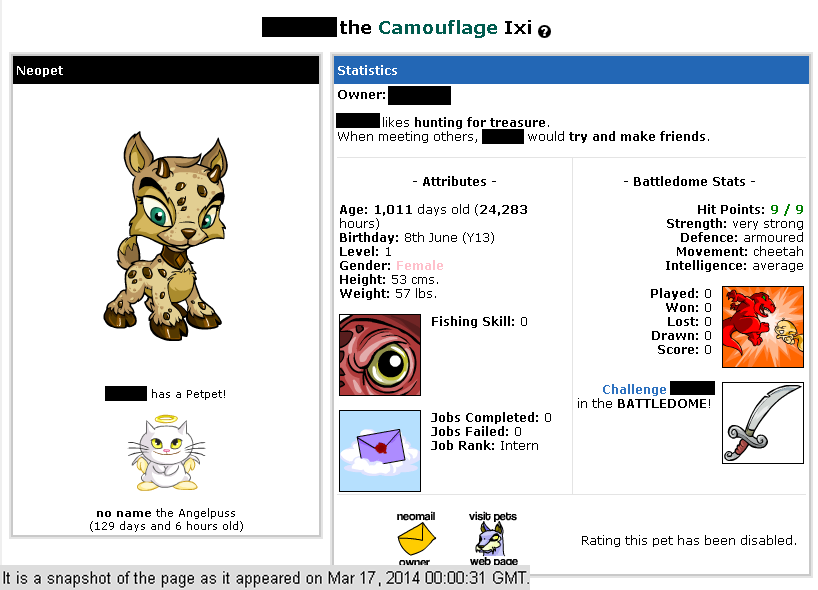 the Camouflage Ixi ?
Neopet
Statistics
Owner:
likes hunting for treasure.
When meeting others, would try and make friends.
- Attributes -
Age: 1,011 days old (24,283
hours)
Birthday: 8th June (Y13)
Level: 1
Gender: Female
Height: 53 cms.
Weight: 57 lbs.
Fishing Skill: 0
Jobs Completed: 0
Jobs Failed: 0
Job Rank: Intern
- Battledome Stats -
Hit Points: 9 / 9
Strength: very strong
Defence: armoured
Movement: cheetah
Intelligence: average
Played: 0
Won: 0
Lost: 0
Drawn: 0
Score: 0
Challenge
in the BATTLEDOME!
has a Petpet!
no name the Angelpuss
(129 days and 6 hours old)
neomail
owner
visit pets
web page
Rating this pet has been disabled.
It is a snapshot of the page as it appeared on Mar 17, 2014 00:00:31 GMT.